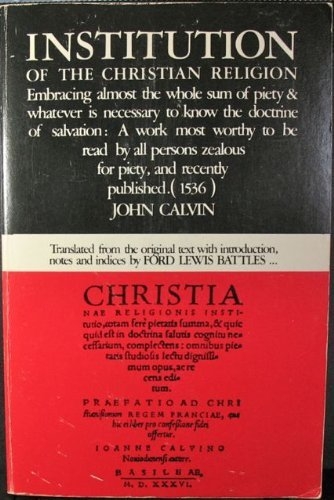 INSTITUTION
OF THE CHRISTIAN RELIGION
Embracing almost the whole sum of piety &
whatever is necessary to know the doctrine
of salvation: A work most worthy to be
read by all persons zealous
for piety, and recently
published. ( 1536 )
JOHN CALVIN
Translated from the original text with introduction,
notes and indices by FORD LEWIS BATTLES ...
CHRISTIA
NAE RELIGIONIS INSTI-
tutio, totam ferè pietatis summã, & quic
quid est in doctrina salutis cognitu ne-
cessarium, complectens: omnibus pie-
tatis studiosis lectu dignissi-
mum opus, ac re
cens edi-
tum.
PRAEFATIO AD CHRI
stianissimum REGEM FRANCIAE, qua
hic ei liber pro confessione fidei
offertur.
IOANNE CALVINO
Nouiodunensi autore.
BASILEAE,
M. D. XXXVI.